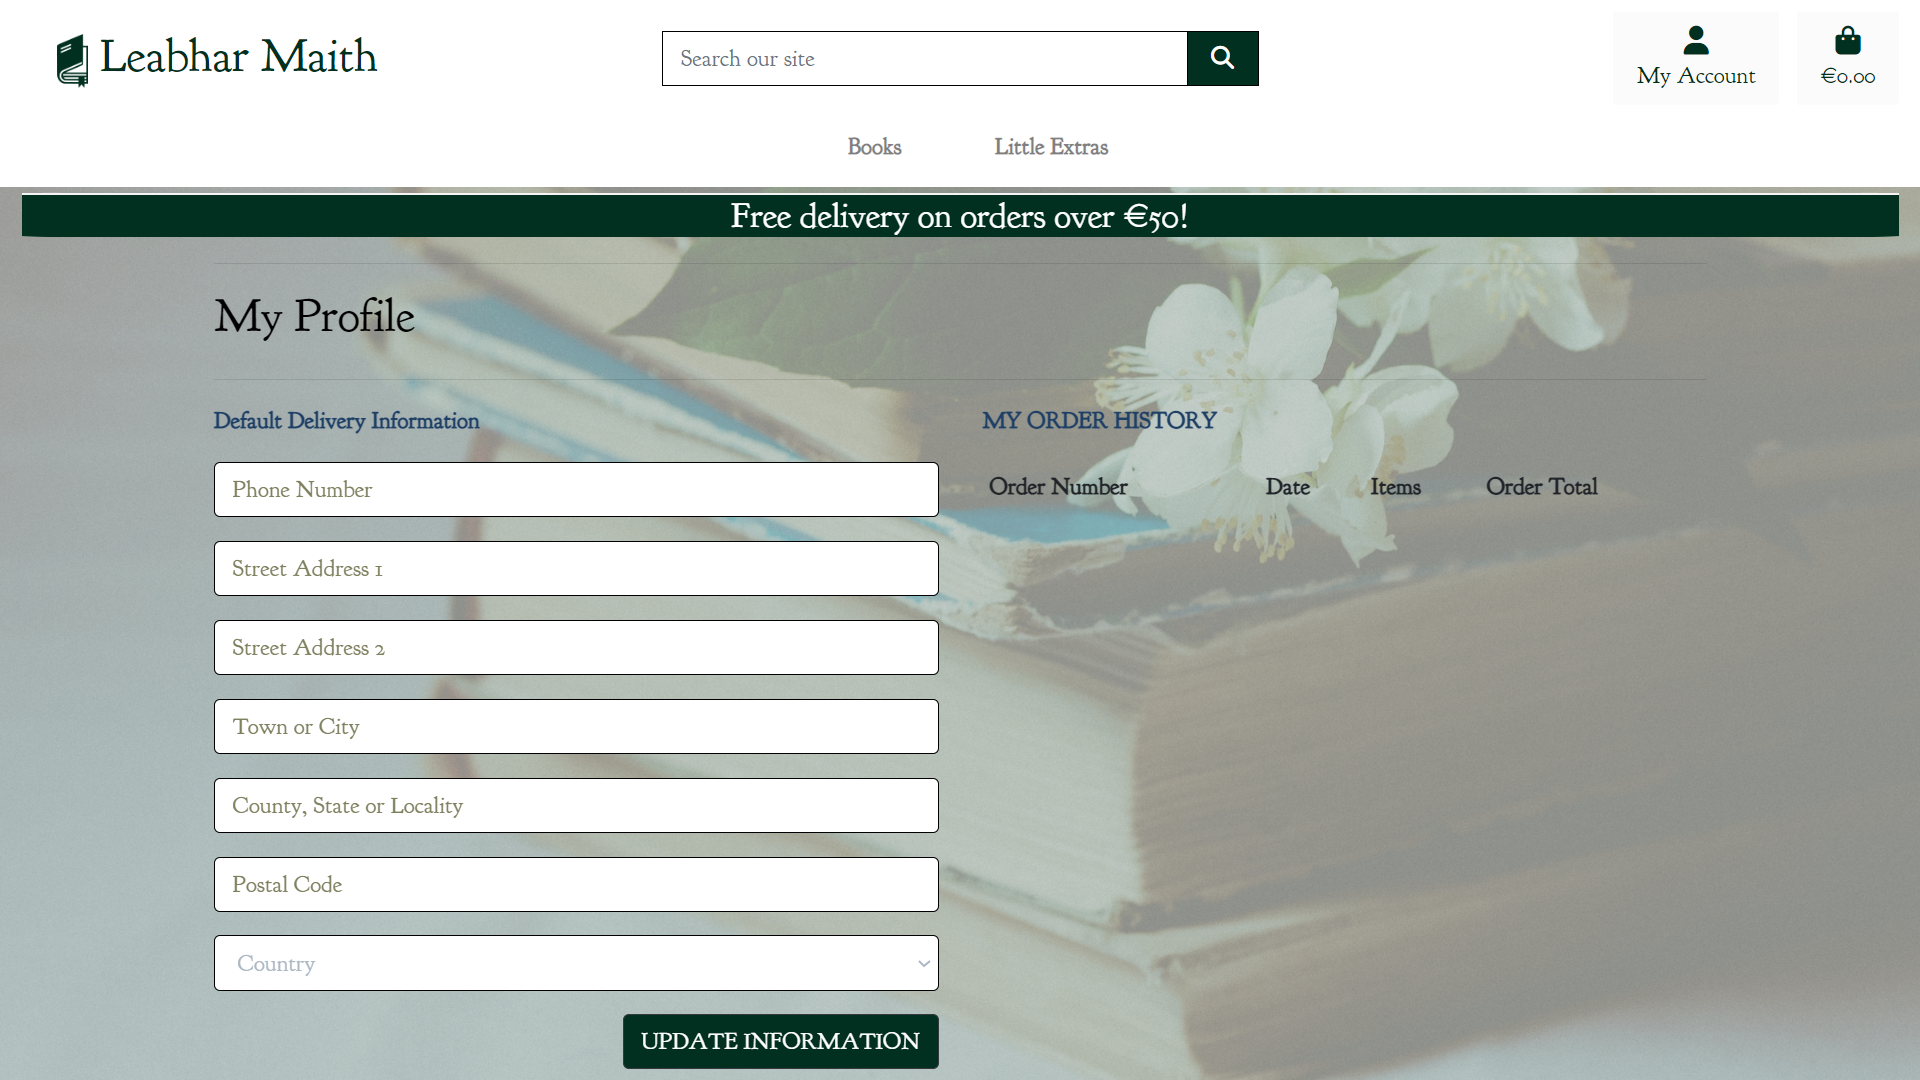 Leabhar Maith
Search our site
My Account
€0.00
Books
Little Extras
Free delivery on orders over €50!
My Profile
Default Delivery Information
Phone Number
Street Address 1
Street Address 2
Town or City
County, State or Locality
Postal Code
Country
UPDATE INFORMATION
MY ORDER HISTORY
Order Number Date Items Order Total